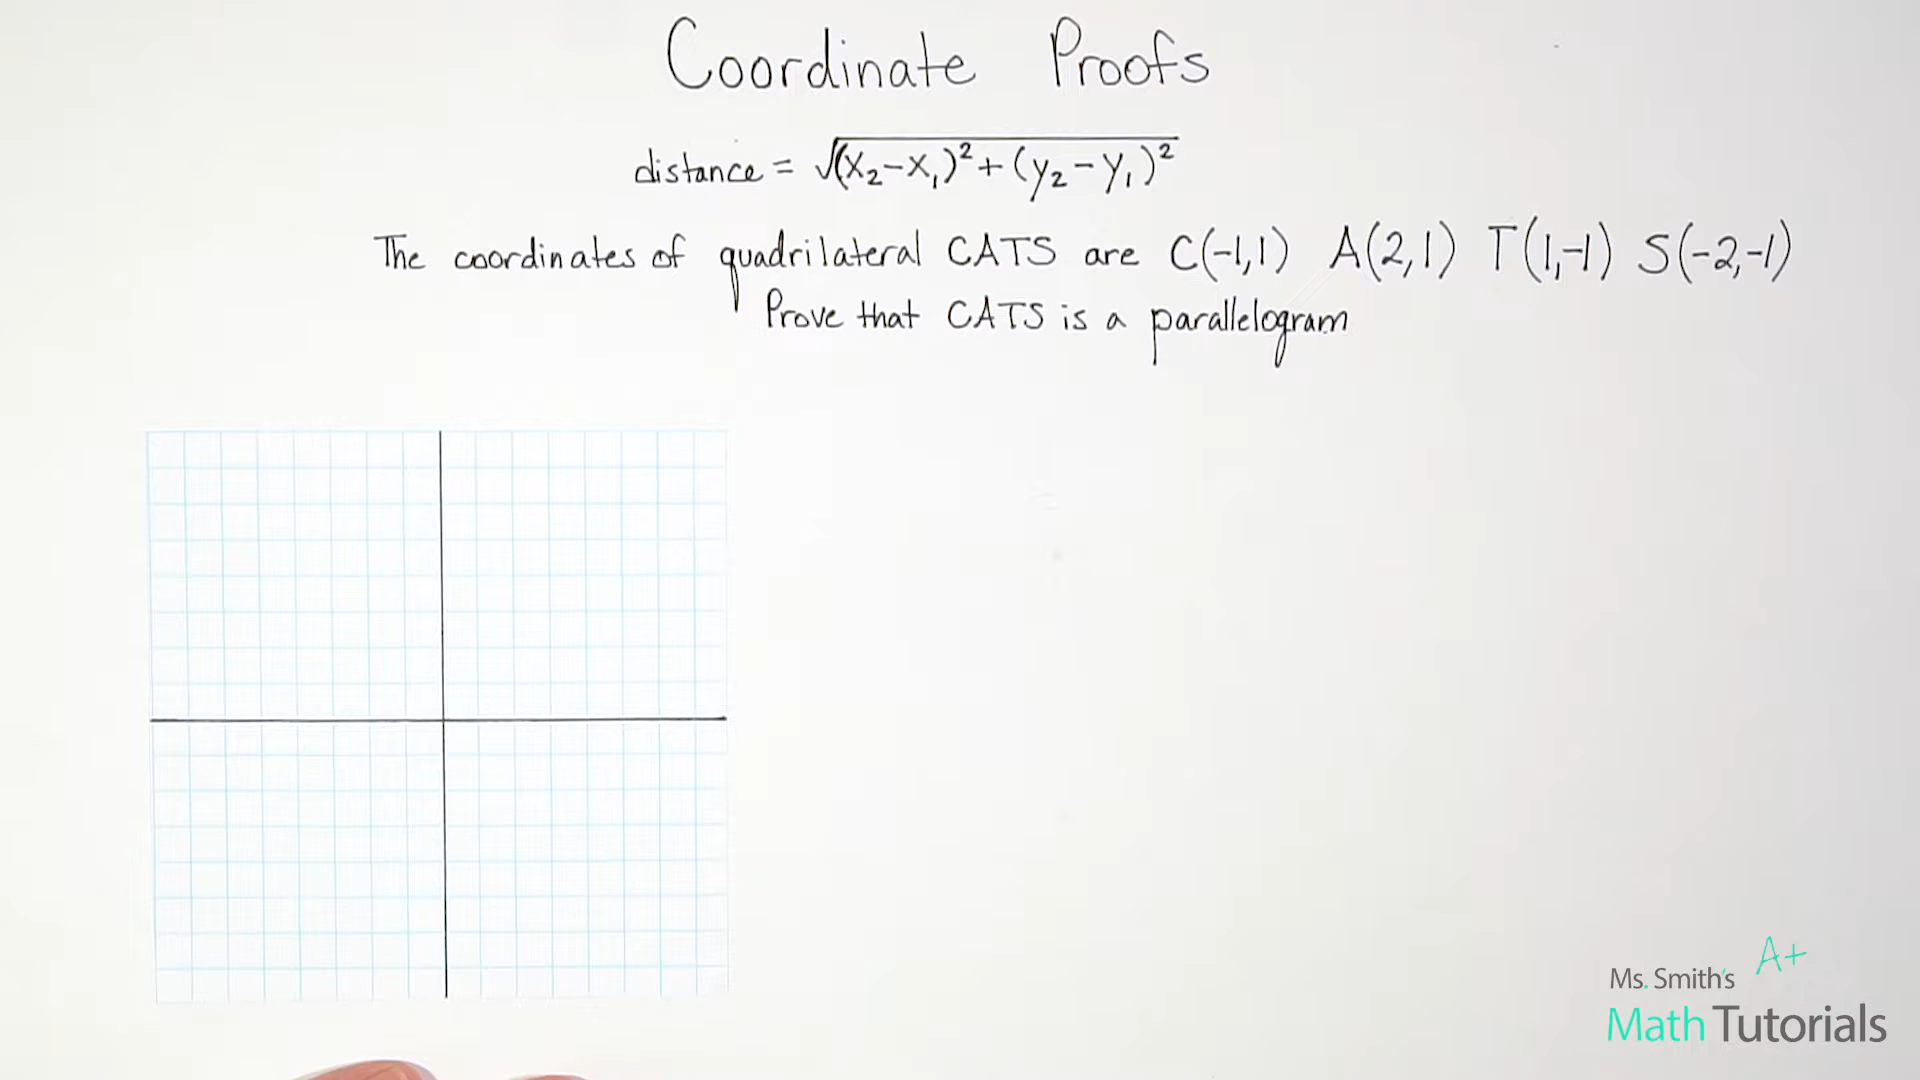 Coordinate Proofs
distance = √(x₂-x₁)² + (y₂-y₁)²
The coordinates of quadrilateral CATS are C(-1,1) A(2,1) T(1,-1) S(-2,-1)
Prove that CATS is a parallelogram
A+
Ms. Smith's
Math Tutorials